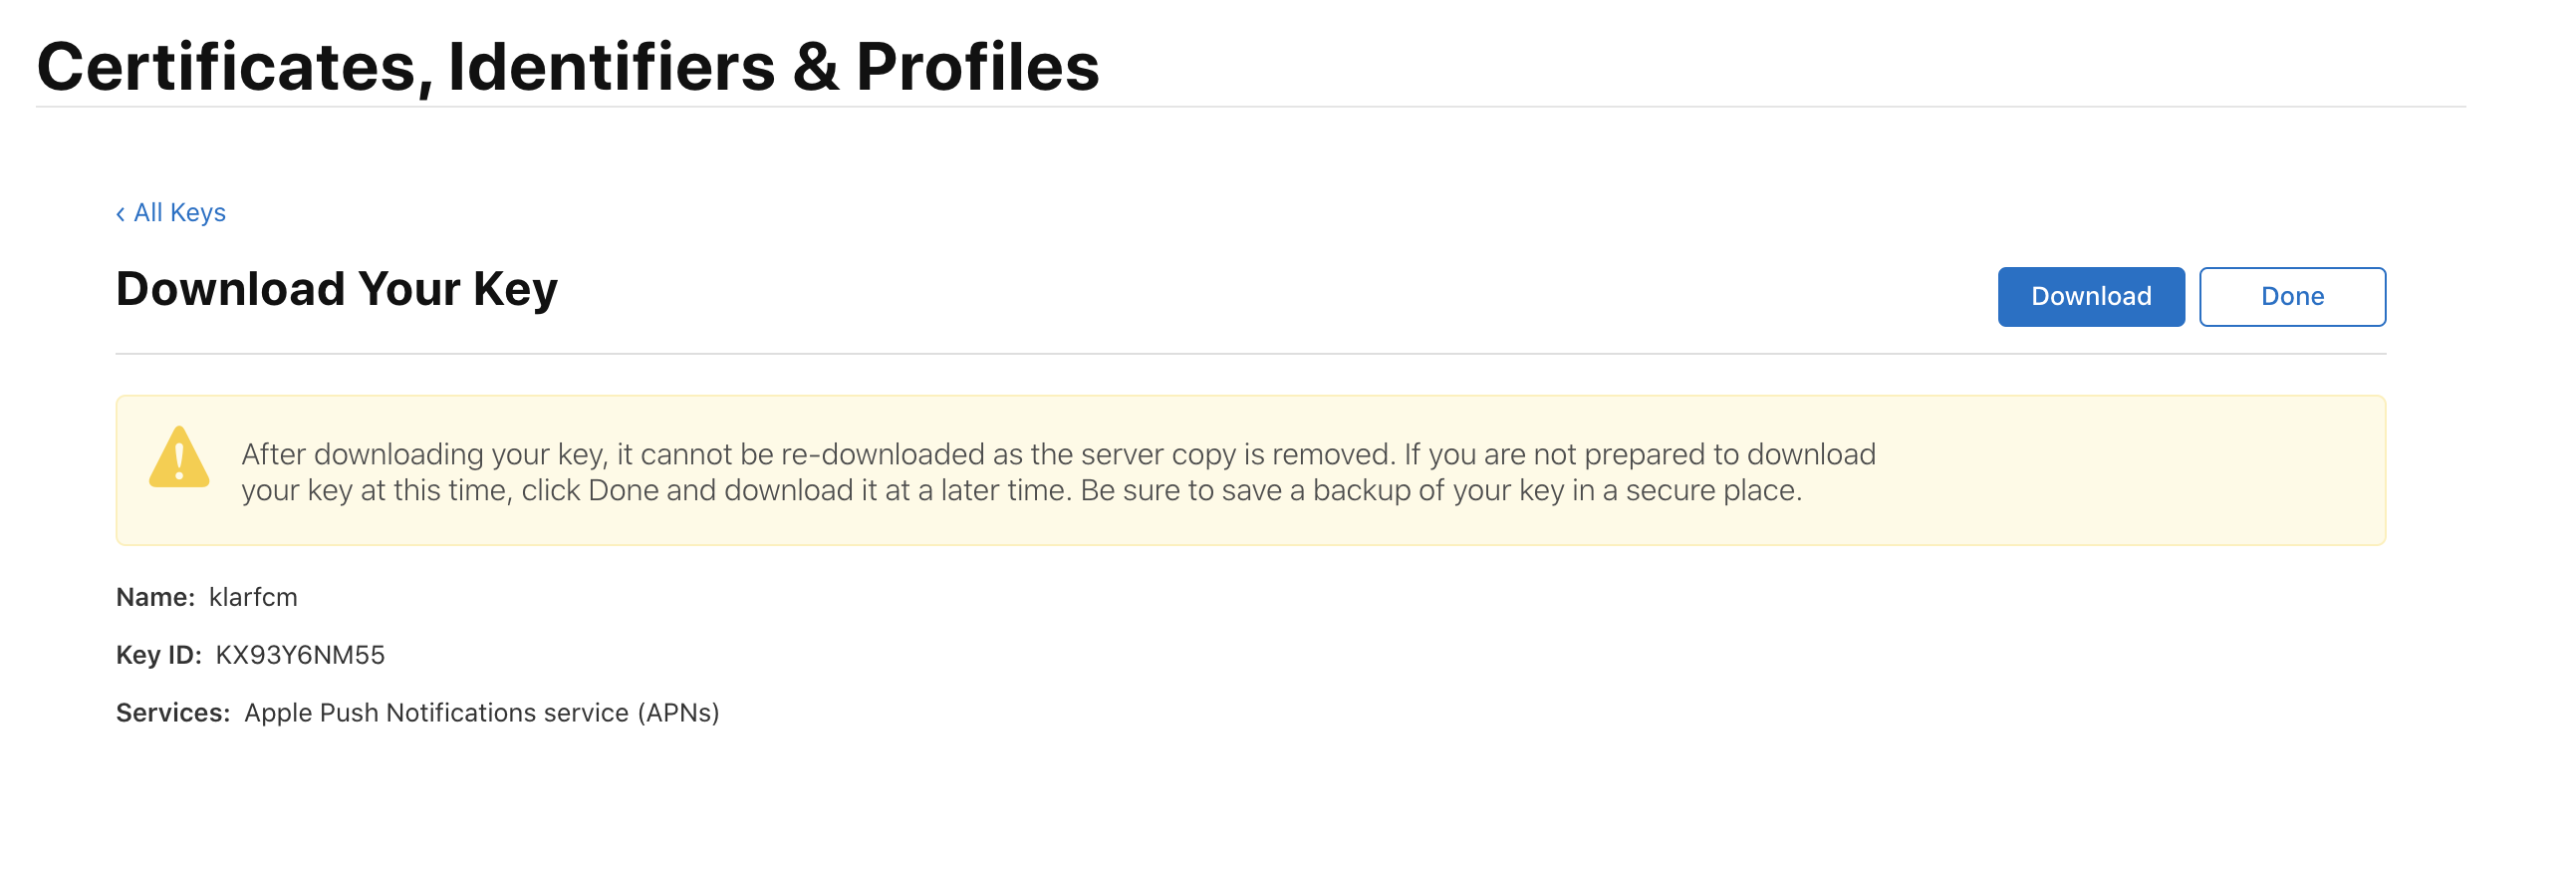 Certificates, Identifiers & Profiles
‹ All Keys
Download Your Key
Download
Done
After downloading your key, it cannot be re-downloaded as the server copy is removed. If you are not prepared to download
your key at this time, click Done and download it at a later time. Be sure to save a backup of your key in a secure place.
Name: klarfcm
Key ID: KX93Y6NM55
Services: Apple Push Notifications service (APNs)